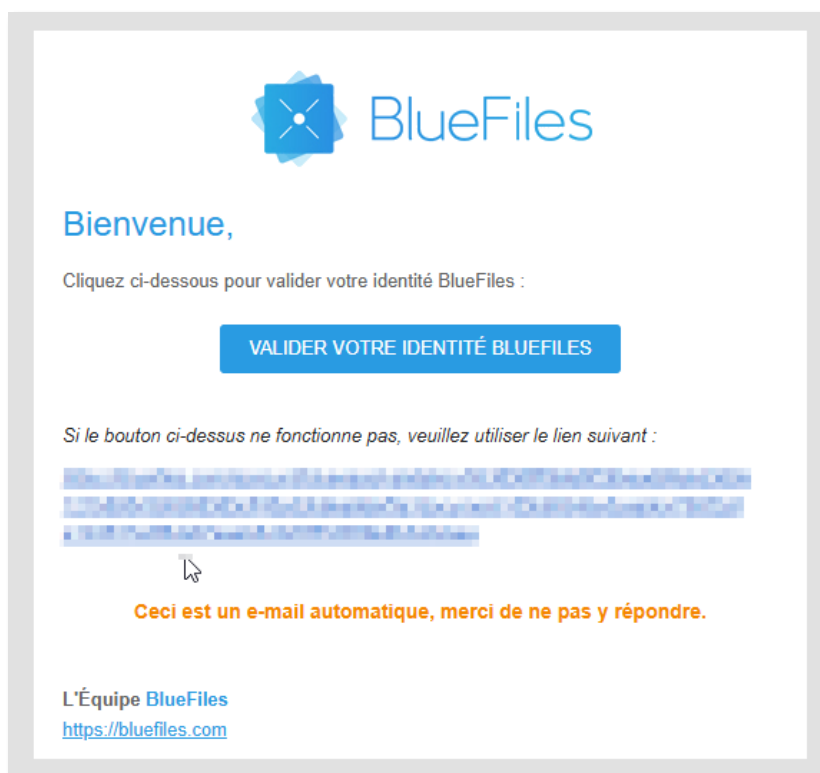 BlueFiles
Bienvenue,
Cliquez ci-dessous pour valider votre identité BlueFiles :
VALIDER VOTRE IDENTITÉ BLUEFILES
Si le bouton ci-dessus ne fonctionne pas, veuillez utiliser le lien suivant :
Ceci est un e-mail automatique, merci de ne pas y répondre.
L'Équipe BlueFiles
https://bluefiles.com